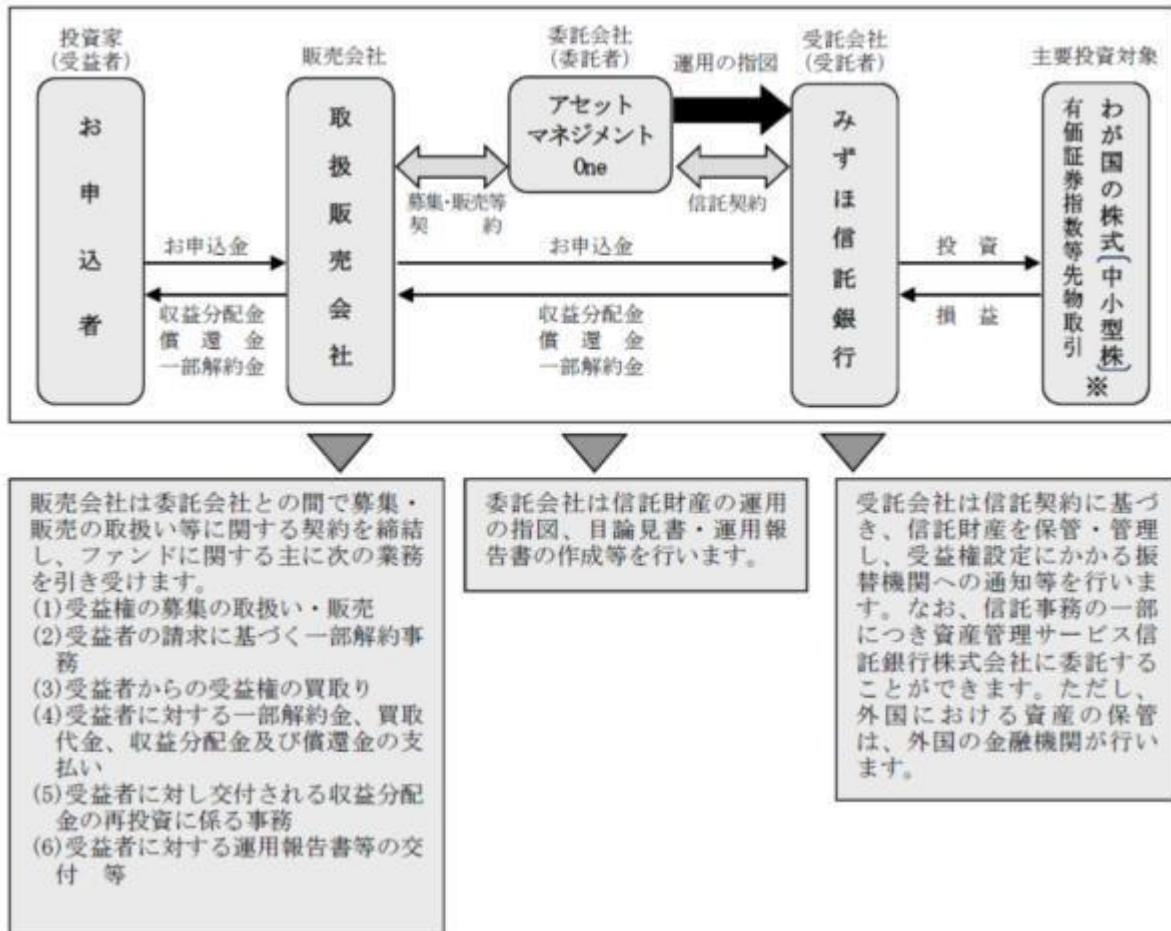 投資家
(受益者)
お申込者
販売会社
取扱販売会社
委託会社
(委託者)
アセット
マネジメント
One
運用の指図
受託会社
(受託者)
みずほ信託銀行
主要投資対象
わが国の株式(中小型株)※
有価証券指数等先物取引
募集・販売等
契約
信託契約
お申込金
収益分配金
償還金
一部解約金
お申込金
収益分配金
償還金
一部解約金
投資
損益
販売会社は委託会社との間で募集・
販売の取扱い等に関する契約を締結
し、ファンドに関する主に次の業務
を引き受けます。
(1)受益権の募集の取扱い・販売
(2)受益者の請求に基づく一部解約事
務
(3)受益者からの受益権の買取り
(4)受益者に対する一部解約金、買取
代金、収益分配金及び償還金の支
払い
(5)受益者に対し交付される収益分配
金の再投資に係る事務
(6)受益者に対する運用報告書等の交
付 等
委託会社は信託財産の運用
の指図、目論見書・運用報
告書の作成等を行います。
受託会社は信託契約に基づ
き、信託財産を保管・管理
し、受益権設定にかかる振
替機関への通知等を行いま
す。なお、信託事務の一部
につき資産管理サービス信
託銀行株式会社に委託する
ことができます。ただし、
外国における資産の保管
は、外国の金融機関が行い
ます。